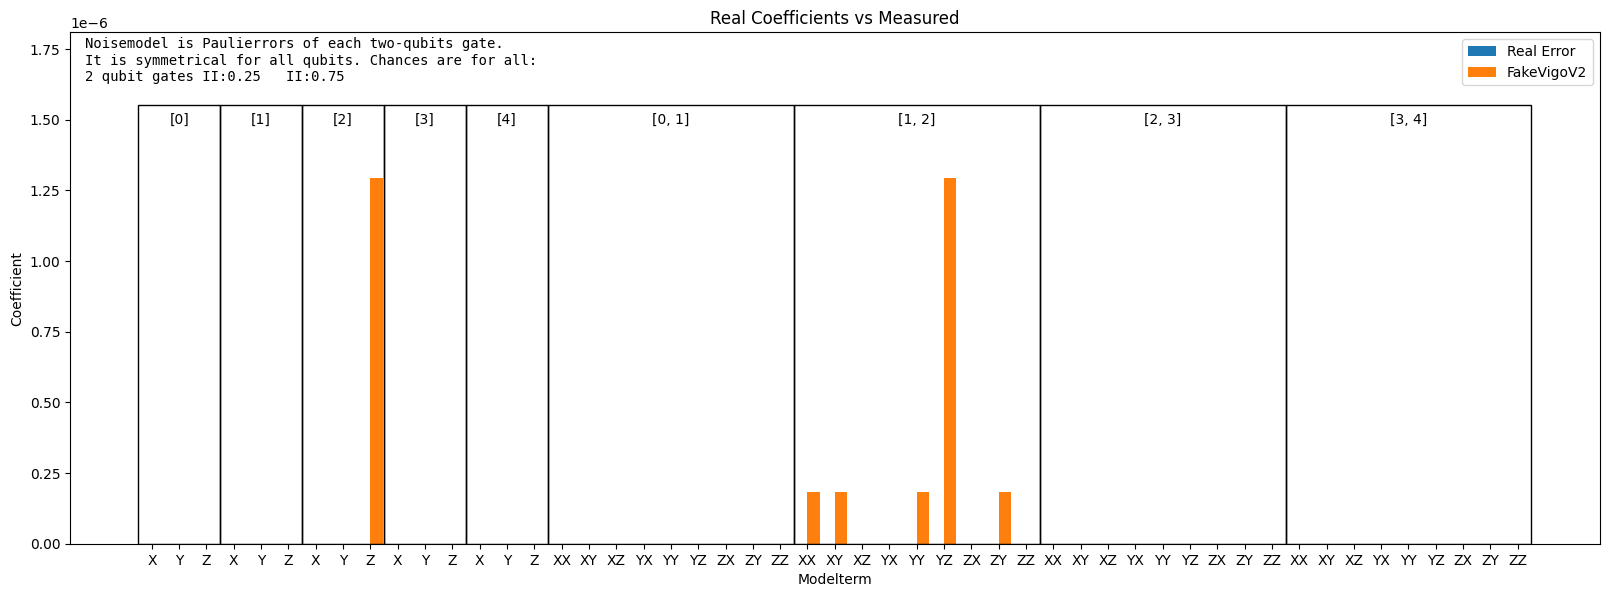 Real Coefficients vs Measured
1e−6
Noisemodel is Paulierrors of each two-qubits gate.
It is symmetrical for all qubits. Chances are for all:
2 qubit gates II:0.25   II:0.75
Real Error
FakeVigoV2
1.75
1.50
1.25
1.00
0.75
0.50
0.25
0.00
Coefficient
[0] [1] [2] [3] [4] [0, 1] [1, 2] [2, 3] [3, 4]
X Y Z X Y Z X Y Z X Y Z X Y Z XX XY XZ YX YY YZ ZX ZY ZZ XX XY XZ YX YY YZ ZX ZY ZZ XX XY XZ YX YY YZ ZX ZY ZZ XX XY XZ YX YY YZ ZX ZY ZZ
Modelterm